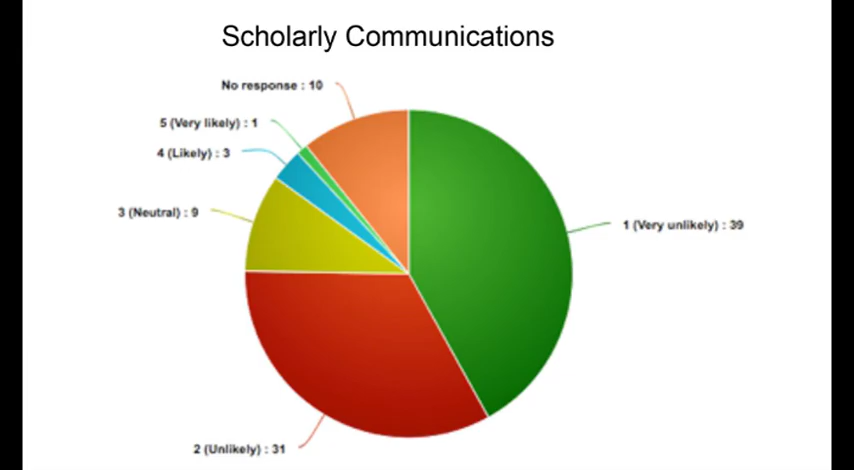 Scholarly Communications
No response : 10
5 (Very likely) : 1
4 (Likely) : 3
3 (Neutral) : 9
1 (Very unlikely) : 39
2 (Unlikely) : 31